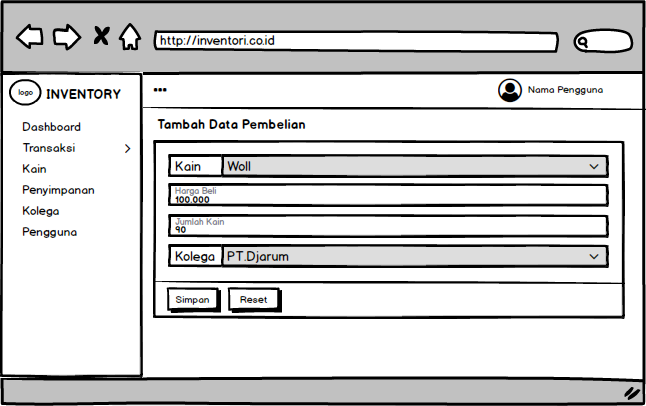 http://inventori.co.id
logo INVENTORY
••• Nama Pengguna
Dashboard
Transaksi
Kain
Penyimpanan
Kolega
Pengguna
Tambah Data Pembelian
Kain Woll
Harga Beli
100.000
Jumlah Kain
90
Kolega PT.Djarum
Simpan Reset